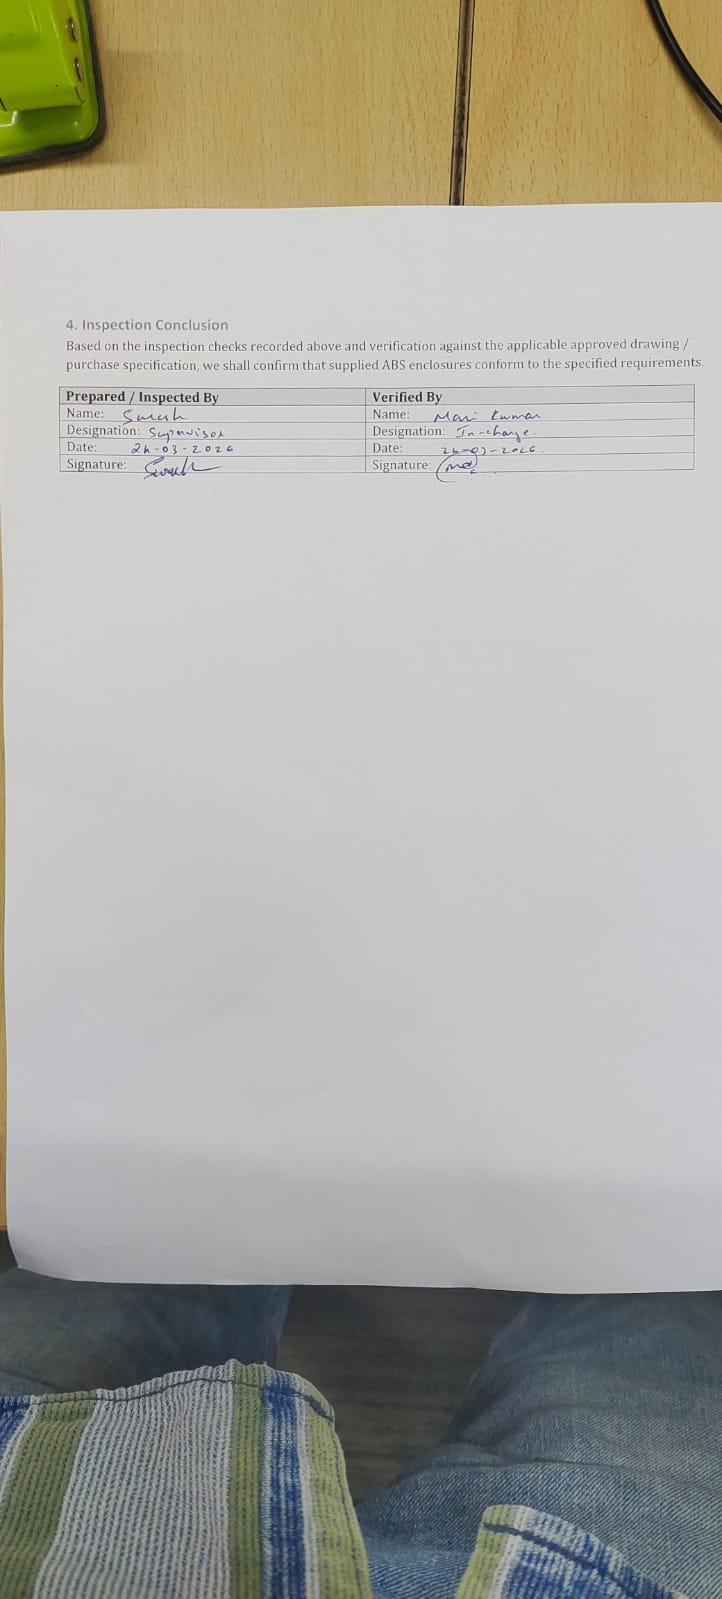 4. Inspection Conclusion
Based on the inspection checks recorded above and verification against the applicable approved drawing /
purchase specification, we shall confirm that supplied ABS enclosures conform to the specified requirements.
Prepared / Inspected By
Name: Suresh
Designation: Supervisor
Date: -03-2026
Signature:
Verified By
Name: Mari Kumar
Designation: In-charge.
Date:
Signature: